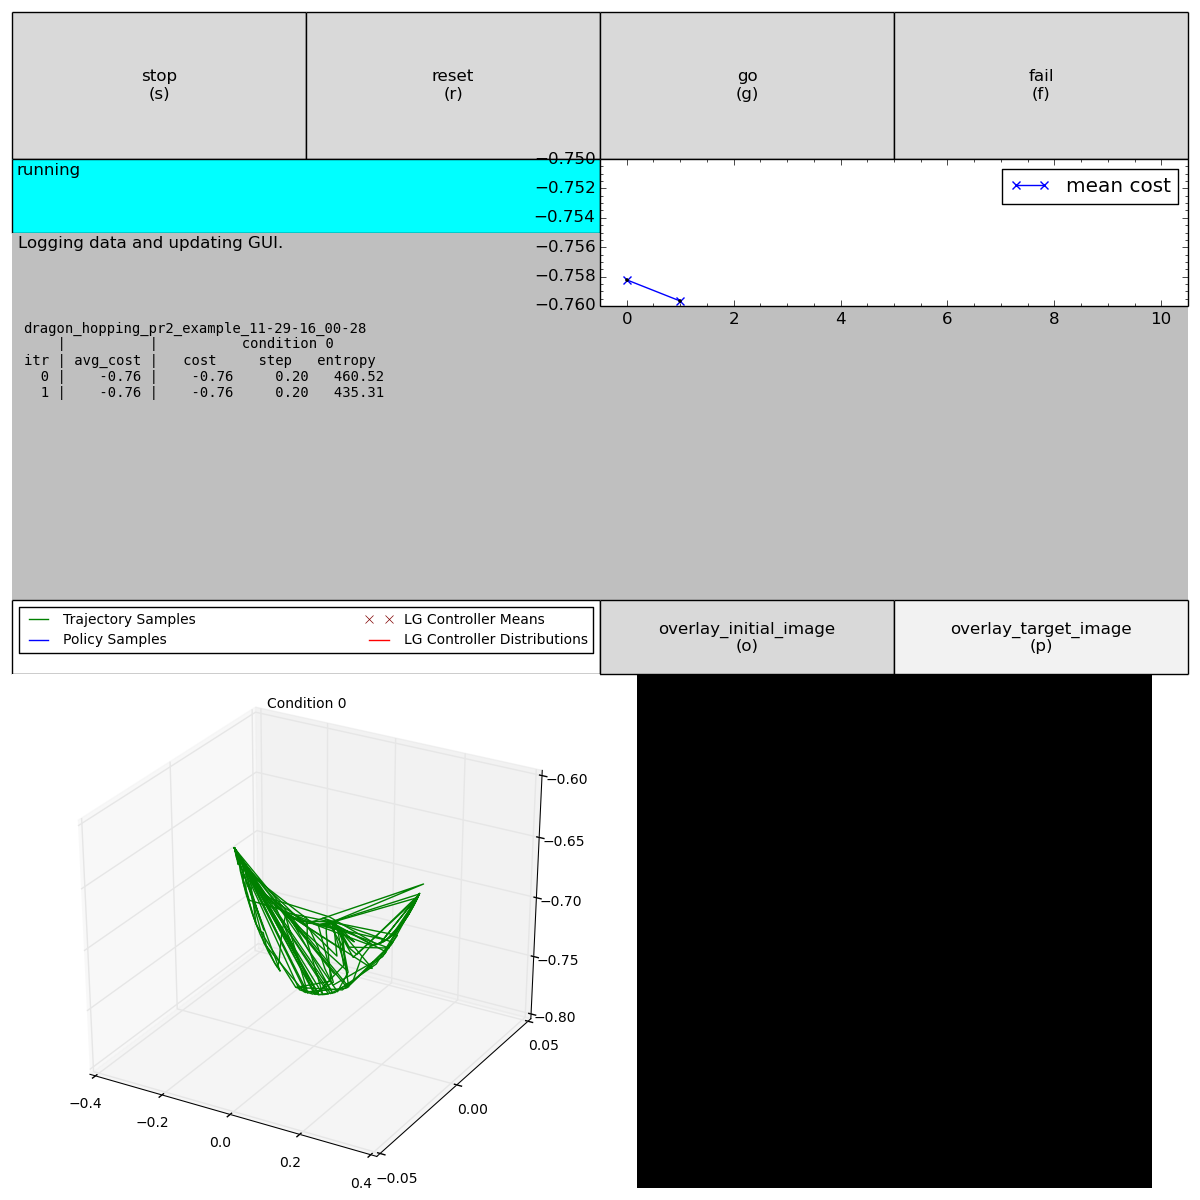 stop
(s)
reset
(r)
go
(g)
fail
(f)
running
−0.750
−0.752
−0.754
−0.756
−0.758
−0.760
mean cost
0 2 4 6 8 10
Logging data and updating GUI.
dragon_hopping_pr2_example_11-29-16_00-28
| | condition 0
itr | avg_cost | cost step entropy
0 | -0.76 | -0.76 0.20 460.52
1 | -0.76 | -0.76 0.20 435.31
Trajectory Samples
Policy Samples
LG Controller Means
LG Controller Distributions
overlay_initial_image
(o)
overlay_target_image
(p)
Condition 0
−0.60
−0.65
−0.70
−0.75
−0.80
0.05
0.00
−0.05
−0.4
−0.2
0.0
0.2
0.4